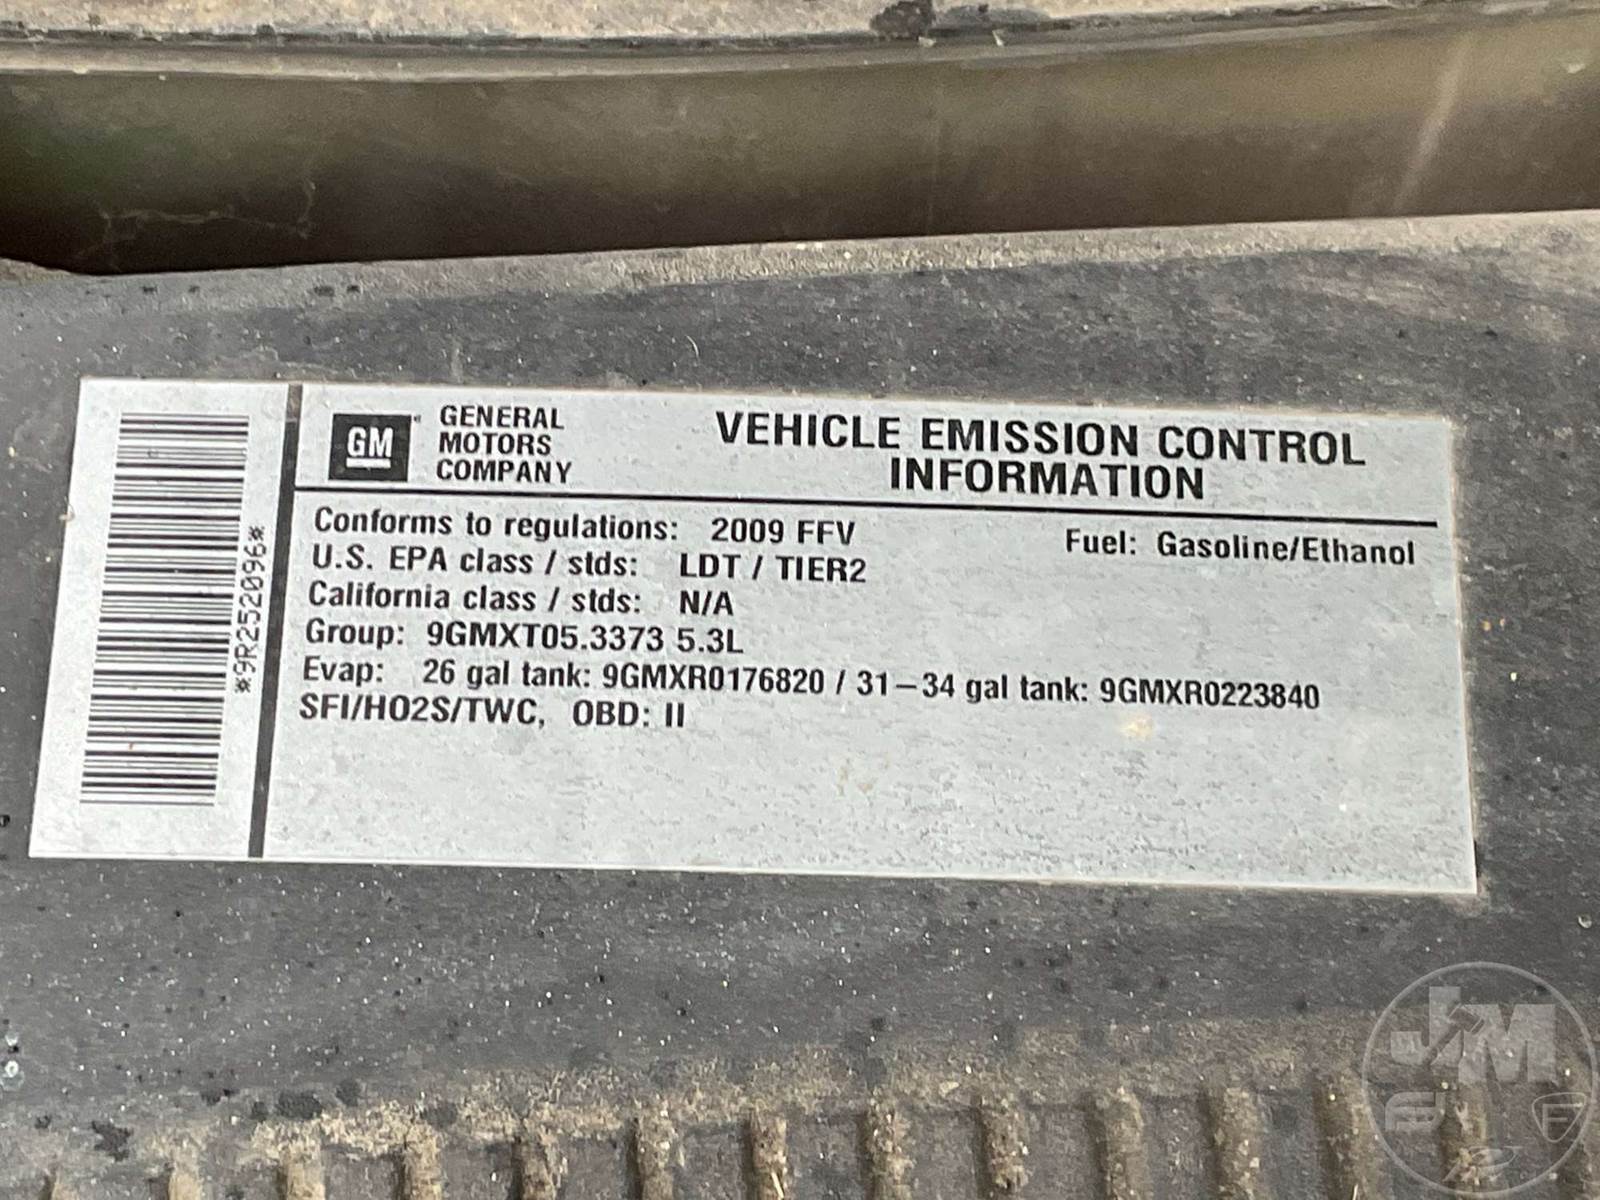 GM
GENERAL
MOTORS
COMPANY
VEHICLE EMISSION CONTROL
INFORMATION
Conforms to regulations: 2009 FFV
Fuel: Gasoline/Ethanol
U.S. EPA class / stds: LDT / TIER2
California class / stds: N/A
Group: 9GMXT05.3373 5.3L
Evap: 26 gal tank: 9GMXR0176820 / 31–34 gal tank: 9GMXR0223840
SFI/HO2S/TWC, OBD: II
*9R252096*
JM